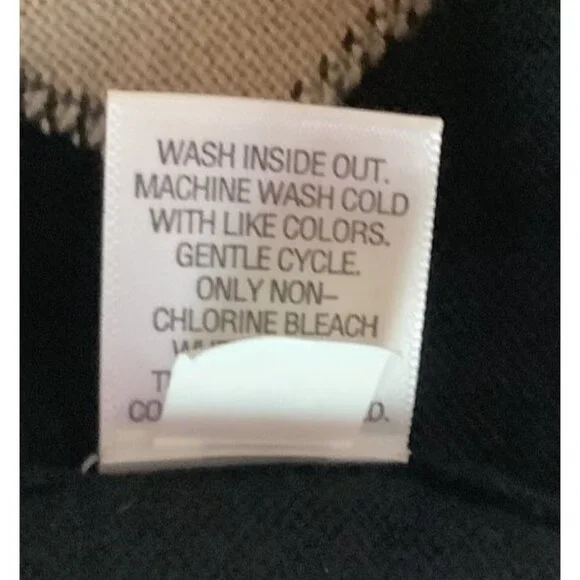 WASH INSIDE OUT.
MACHINE WASH COLD
WITH LIKE COLORS.
GENTLE CYCLE.
ONLY NON-
CHLORINE BLEACH